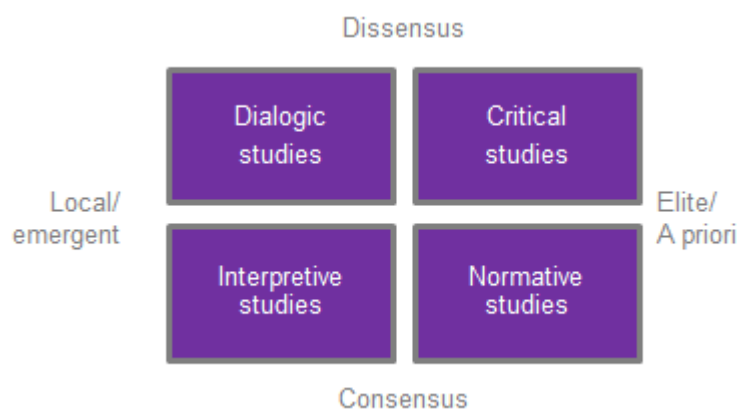 Dissensus
Dialogic
studies
Critical
studies
Local/
emergent
Elite/
A priori
Interpretive
studies
Normative
studies
Consensus